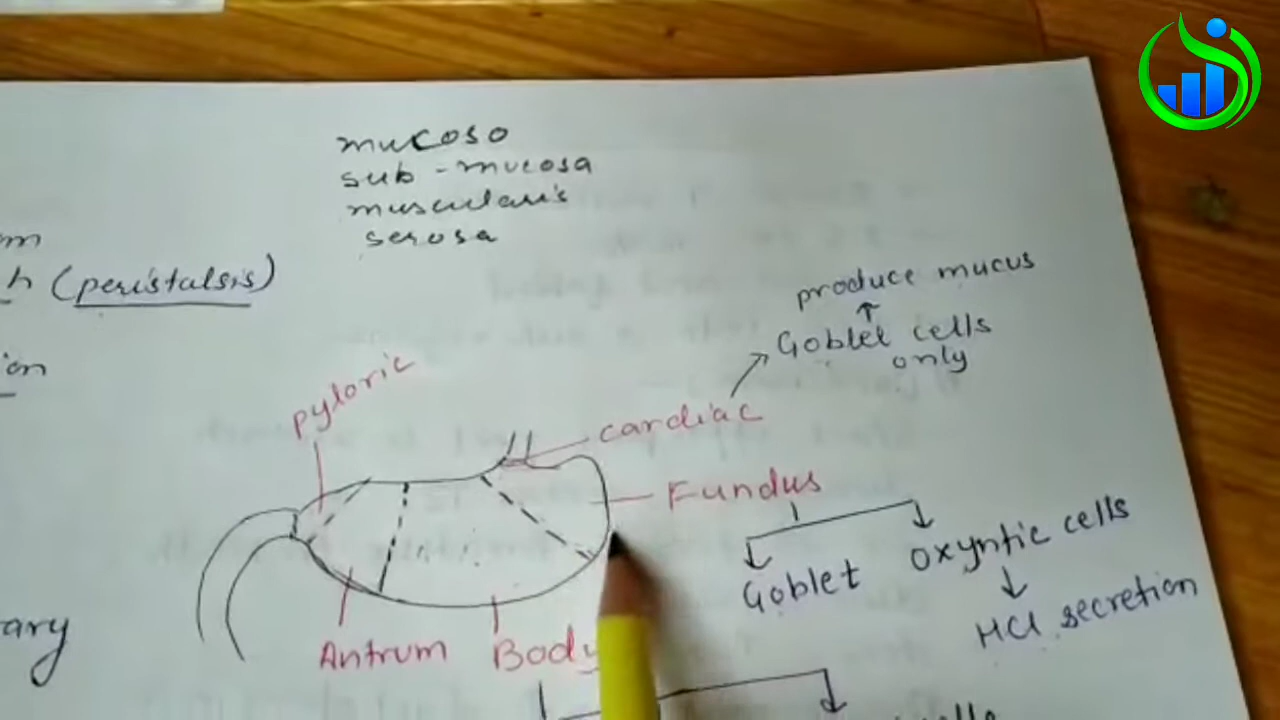 mucoso
sub-mucosa
muscularis
serosa
m
h (peristalsis)
ion
produce mucus
Goblet cells
only
pyloric
cardiac
Fundus
Goblet
Oxyntic cells
HCl secretion
ary
Antrum
Body